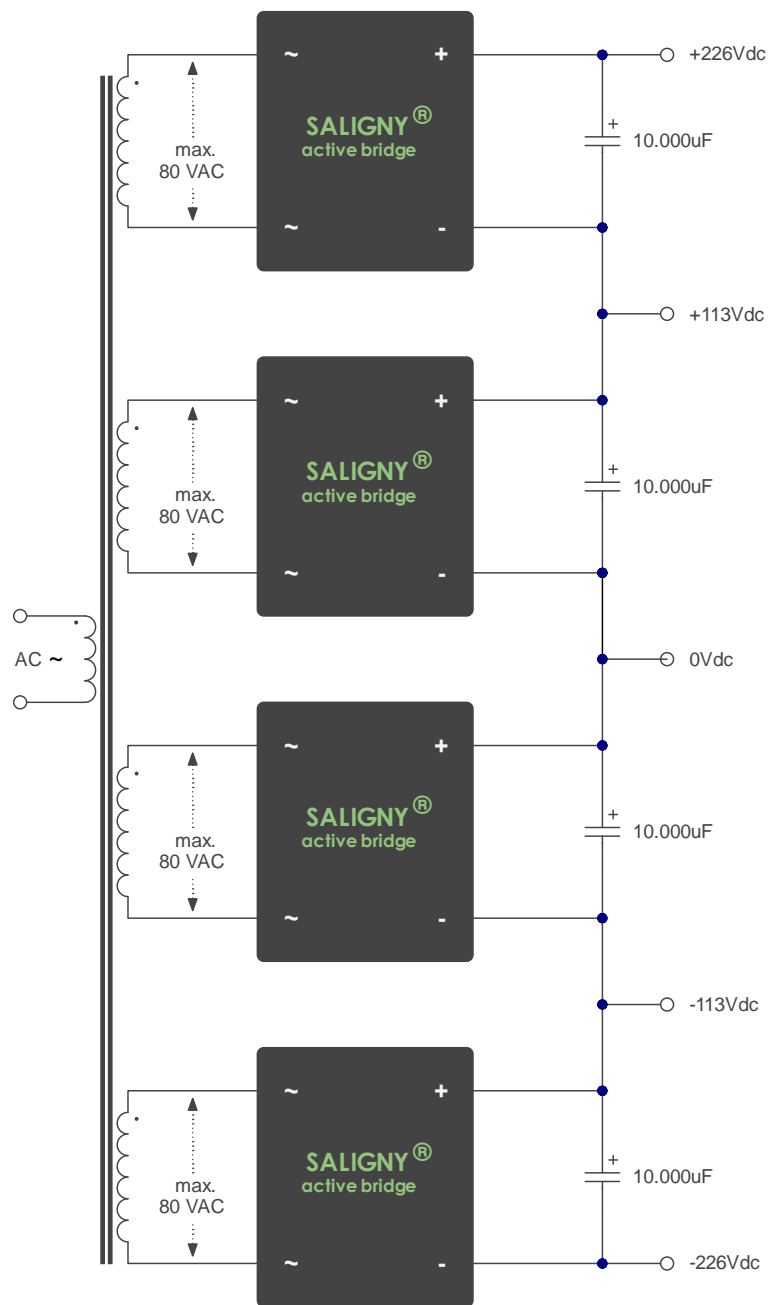 ~ + +226Vdc
max.
80 VAC
SALIGNY®
active bridge
+
10.000uF
~ -
+113Vdc
~ +
max.
80 VAC
SALIGNY®
active bridge
+
10.000uF
~ -
AC ~
0Vdc
~ +
max.
80 VAC
SALIGNY®
active bridge
+
10.000uF
~ -
-113Vdc
~ +
max.
80 VAC
SALIGNY®
active bridge
+
10.000uF
~ - -226Vdc